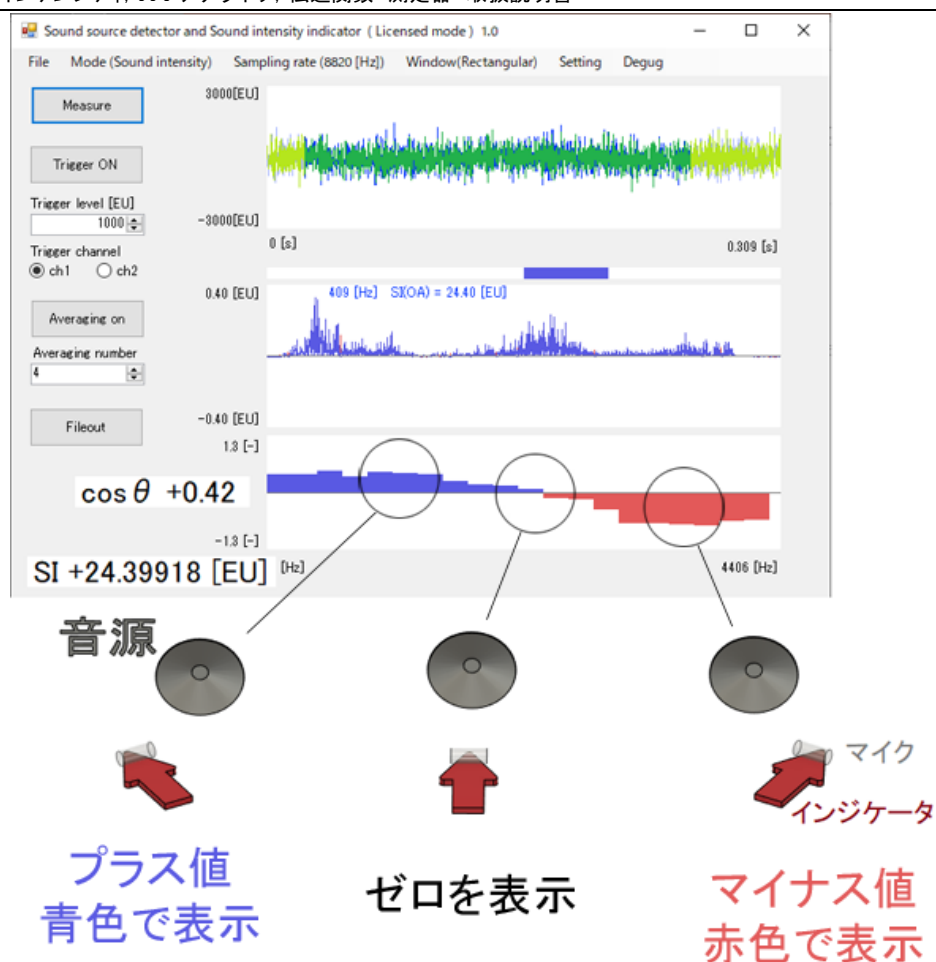 Sound source detector and Sound intensity indicator ( Licensed mode ) 1.0
File Mode (Sound intensity) Sampling rate (8820 [Hz]) Window(Rectangular) Setting Degug
Measure
3000[EU]
Trigger ON
Trigger level [EU]
1000
-3000[EU]
0 [s]
0.309 [s]
Trigger channel
ch1 ch2
0.40 [EU]
409 [Hz] SI(OA) = 24.40 [EU]
Averaging on
Averaging number
4
Fileout
-0.40 [EU]
1.3 [-]
cosθ +0.42
-1.3 [-]
SI +24.39918 [EU]
[Hz]
4406 [Hz]
音源
マイク
インジケータ
プラス値
青色で表示
ゼロを表示
マイナス値
赤色で表示